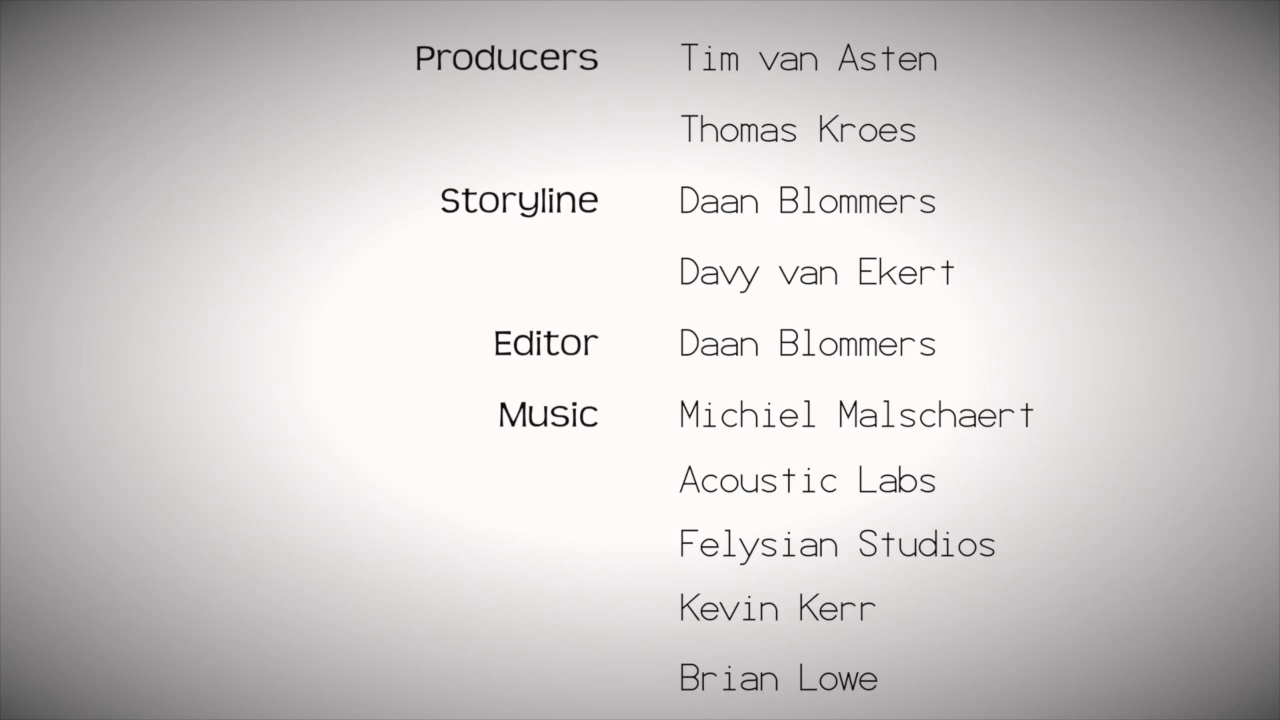 Producers Tim van Asten
Thomas Kroes
Storyline Daan Blommers
Davy van Ekert
Editor Daan Blommers
Music Michiel Malschaert
Acoustic Labs
Felysian Studios
Kevin Kerr
Brian Lowe